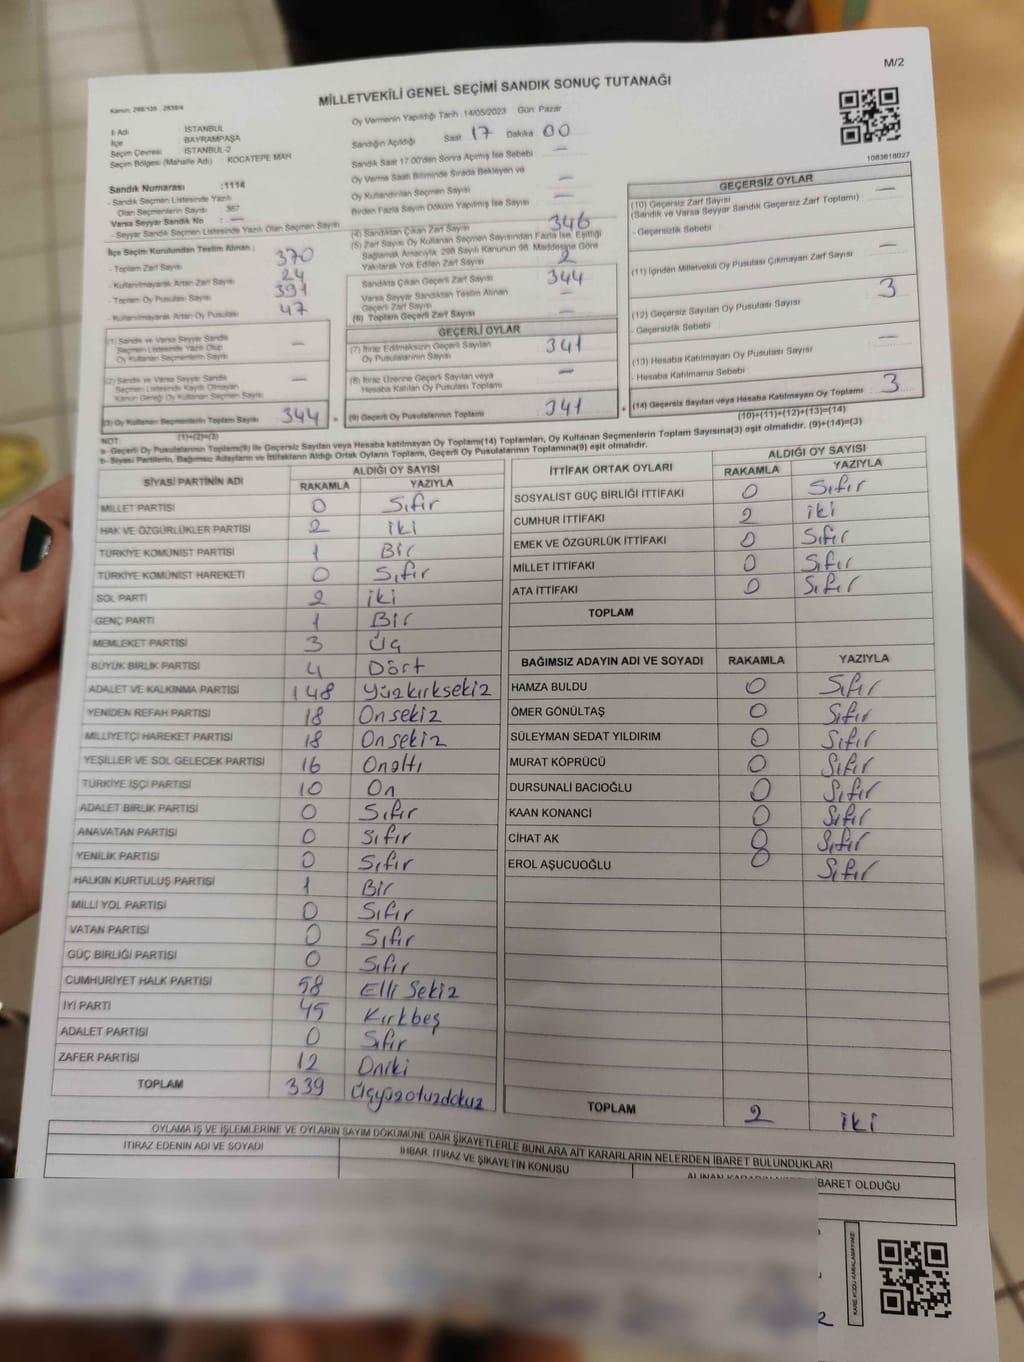 M/2
MİLLETVEKİLİ GENEL SEÇİMİ SANDIK SONUÇ TUTANAĞI
Oy Vermenin Yapıldığı Tarih :14/05/2023 Gün: Pazar
İl Adı : İSTANBUL
İlçe : BAYRAMPAŞA
Seçim Çevresi : İSTANBUL-2
Seçim Bölgesi (Mahalle Adı) KOCATEPE MAH
Sandık Numarası :1114
- Sandık Seçmen Listesinde Yazılı
Olan Seçmenlerin Sayısı 367
Varsa Seyyar Sandık No : —
- Seyyar Sandık Seçmen Listesinde Yazılı Olan Seçmen Sayısı
İlçe Seçim Kurulundan Teslim Alınan :
- Toplam Zarf Sayısı 370
- Kullanılmayarak Artan Zarf Sayısı 24
- Toplam Oy Pusulası Sayısı 391
- Kullanılmayarak Artan Oy Pusulası 47
(1) Sandık ve Varsa Seyyar Sandık
Seçmen Listesinde Yazılı Olup
Oy Kullanan Seçmenlerin Sayısı —
(2) Sandık ve Varsa Seyyar Sandık
Seçmen Listesinde Kayıtlı Olmayan
Kanun Gereği Oy Kullanan Seçmen Sayısı —
(3) Oy Kullanan Seçmenlerin Toplam Sayısı 344 =
(1)+(2)=(3)
Sandığın Açıldığı Saat 17 Dakika 00
Sandık Saat 17.00'den Sonra Açılmış İse Sebebi —
Oy Verme Saati Bitiminde Sırada Bekleyen ve
Oy Kullandırılan Seçmen Sayısı —
Birden Fazla Sayım Döküm Yapılmış İse Sayısı —
(4) Sandıktan Çıkan Zarf Sayısı 346
(5) Zarf Sayısı Oy Kullanan Seçmen Sayısından Fazla İse, Eşitliği
Sağlamak Amacıyla, 298 Sayılı Kanunun 98. Maddesine Göre
Yakılarak Yok Edilen Zarf Sayısı 2
Sandıkta Çıkan Geçerli Zarf Sayısı 344
Varsa Seyyar Sandıktan Teslim Alınan
Geçerli Zarf Sayısı —
(6) Toplam Geçerli Zarf Sayısı —
GEÇERLİ OYLAR
(7) İtiraz Edilmeksizin Geçerli Sayılan
Oy Pusulalarının Sayısı 341
(8) İtiraz Üzerine Geçerli Sayılan veya
Hesaba Katılan Oy Pusulası Toplamı —
(9) Geçerli Oy Pusulalarının Toplamı 341 +
1083618027
GEÇERSİZ OYLAR
(10) Geçersiz Zarf Sayısı —
(Sandık ve Varsa Seyyar Sandık Geçersiz Zarf Toplamı)
- Geçersizlik Sebebi
(11) İçinden Milletvekili Oy Pusulası Çıkmayan Zarf Sayısı —
(12) Geçersiz Sayılan Oy Pusulası Sayısı 3
- Geçersizlik Sebebi :
(13) Hesaba Katılmayan Oy Pusulası Sayısı —
- Hesaba Katılmama Sebebi :
(14) Geçersiz Sayılan veya Hesaba Katılmayan Oy Toplamı 3
(10)+(11)+(12)+(13)=(14)
NOT:
a- Geçerli Oy Pusulalarının Toplamı(9) ile Geçersiz Sayılan veya Hesaba katılmayan Oy Toplamı(14) Toplamları, Oy Kullanan Seçmenlerin Toplam Sayısına(3) eşit olmalıdır. (9)+(14)=(3)
b- Siyasi Partilerin, Bağımsız Adayların ve İttifakların Aldığı Ortak Oyların Toplamı, Geçerli Oy Pusulalarının Toplamına(9) eşit olmalıdır.
SİYASİ PARTİNİN ADI ALDIĞI OY SAYISI
RAKAMLA YAZIYLA
MİLLET PARTİSİ 0 Sıfır
HAK VE ÖZGÜRLÜKLER PARTİSİ 2 iki
TÜRKİYE KOMÜNİST PARTİSİ 1 Bir
TÜRKİYE KOMÜNİST HAREKETİ 0 Sıfır
SOL PARTİ 2 iki
GENÇ PARTİ 1 Bir
MEMLEKET PARTİSİ 3 Üç
BÜYÜK BİRLİK PARTİSİ 4 Dört
ADALET VE KALKINMA PARTİSİ 148 Yüzkırksekiz
YENİDEN REFAH PARTİSİ 18 Onsekiz
MİLLİYETÇİ HAREKET PARTİSİ 18 Onsekiz
YEŞİLLER VE SOL GELECEK PARTİSİ 16 Onaltı
TÜRKİYE İŞÇİ PARTİSİ 10 On
ADALET BİRLİK PARTİSİ 0 Sıfır
ANAVATAN PARTİSİ 0 Sıfır
YENİLİK PARTİSİ 0 Sıfır
HALKIN KURTULUŞ PARTİSİ 1 Bir
MİLLİ YOL PARTİSİ 0 Sıfır
VATAN PARTİSİ 0 Sıfır
GÜÇ BİRLİĞİ PARTİSİ 0 Sıfır
CUMHURİYET HALK PARTİSİ 58 Elli Sekiz
İYİ PARTİ 45 Kırkbeş
ADALET PARTİSİ 0 Sıfır
ZAFER PARTİSİ 12 Oniki
TOPLAM 339 Üçyüzotuzdokuz
İTTİFAK ORTAK OYLARI ALDIĞI OY SAYISI
RAKAMLA YAZIYLA
SOSYALİST GÜÇ BİRLİĞİ İTTİFAKI 0 Sıfır
CUMHUR İTTİFAKI 2 iki
EMEK VE ÖZGÜRLÜK İTTİFAKI 0 Sıfır
MİLLET İTTİFAKI 0 Sıfır
ATA İTTİFAKI 0 Sıfır
TOPLAM
BAĞIMSIZ ADAYIN ADI VE SOYADI RAKAMLA YAZIYLA
HAMZA BULDU 0 Sıfır
ÖMER GÖNÜLTAŞ 0 Sıfır
SÜLEYMAN SEDAT YILDIRIM 0 Sıfır
MURAT KÖPRÜCÜ 0 Sıfır
DURSUNALİ BACIOĞLU 0 Sıfır
KAAN KONANCİ 0 Sıfır
CİHAT AK 0 Sıfır
EROL AŞUCUOĞLU 0 Sıfır
TOPLAM 2 iki
OYLAMA İŞ VE İŞLEMLERİNE VE OYLARIN SAYIM DÖKÜMÜNE DAİR ŞİKAYETLERLE BUNLARA AİT KARARLARIN NELERDEN İBARET BULUNDUKLARI
İTİRAZ EDENİN ADI VE SOYADI
İHBAR, İTİRAZ VE ŞİKAYETİN KONUSU
BARET OLDUĞU
KARE KODU KARALAMAYINIZ